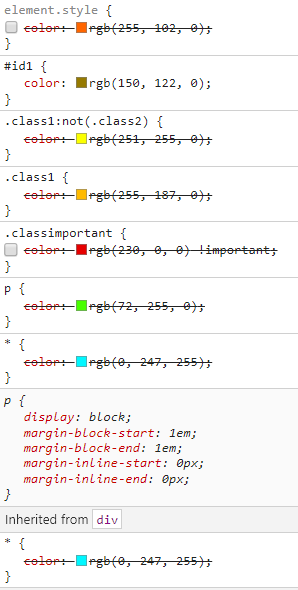 element.style {
color: rgb(255, 102, 0);
}
#id1 {
color: rgb(150, 122, 0);
}
.class1:not(.class2) {
color: rgb(251, 255, 0);
}
.class1 {
color: rgb(255, 187, 0);
}
.classimportant {
color: rgb(230, 0, 0) !important;
}
p {
color: rgb(72, 255, 0);
}
* {
color: rgb(0, 247, 255);
}
p {
display: block;
margin-block-start: 1em;
margin-block-end: 1em;
margin-inline-start: 0px;
margin-inline-end: 0px;
}
Inherited from div
* {
color: rgb(0, 247, 255);
}